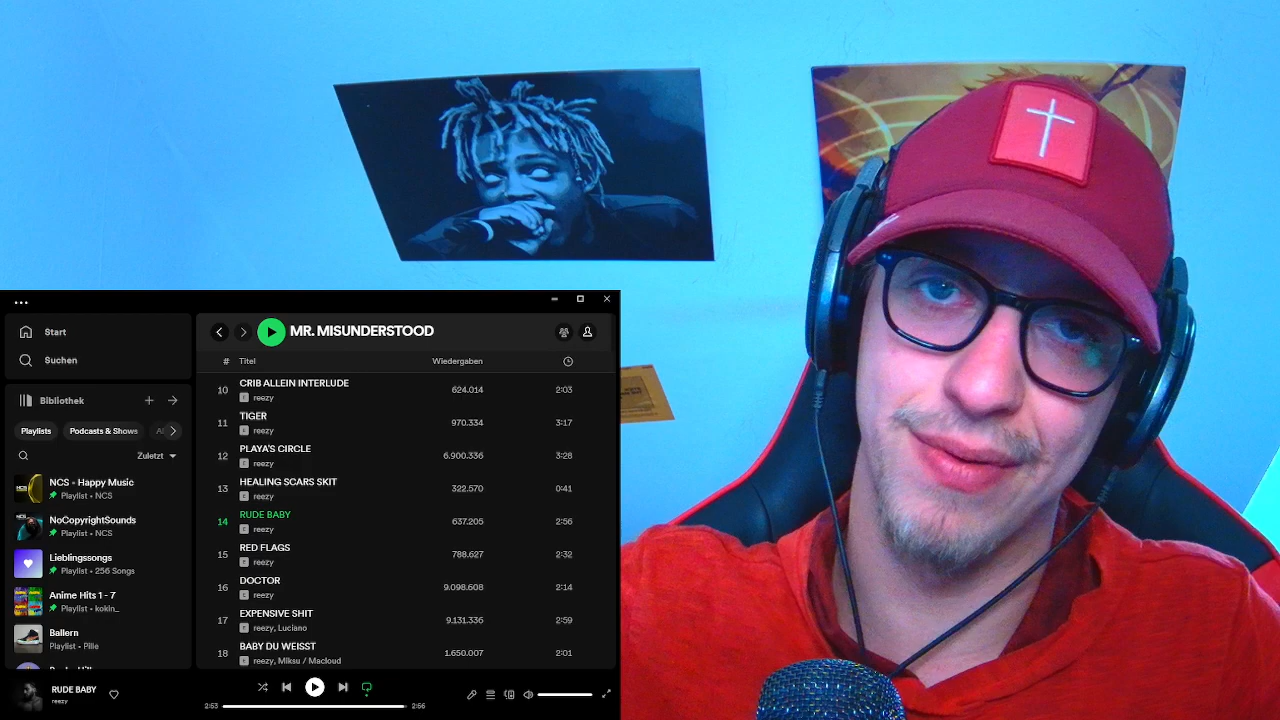 MR. MISUNDERSTOOD
Start
Suchen
Bibliothek
Playlists
Podcasts & Shows
Zuletzt
NCS - Happy Music
Playlist • NCS
NoCopyrightSounds
Playlist • NCS
Lieblingssongs
Playlist • 256 Songs
Anime Hits 1 - 7
Playlist • kokin_
Ballern
Playlist • Pille
# Titel Wiedergaben
10 CRIB ALLEIN INTERLUDE 624.014 2:03
E reezy
11 TIGER 970.334 3:17
E reezy
12 PLAYA'S CIRCLE 6.900.336 3:28
E reezy
13 HEALING SCARS SKIT 322.570 0:41
E reezy
14 RUDE BABY 637.205 2:56
E reezy
15 RED FLAGS 788.627 2:32
E reezy
16 DOCTOR 9.098.608 2:14
E reezy
17 EXPENSIVE SHIT 9.131.336 2:59
E reezy, Luciano
18 BABY DU WEISST 1.650.007 2:01
E reezy, Miksu / Macloud
RUDE BABY
reezy
2:53
2:56